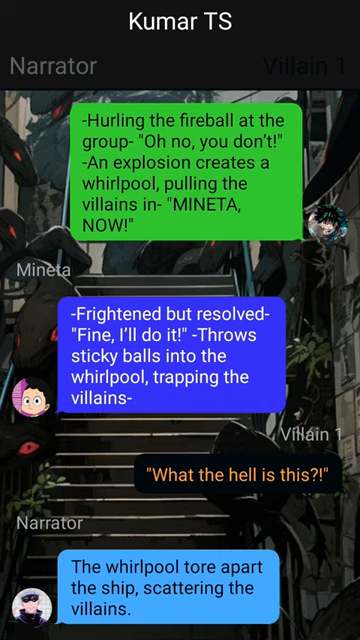 Kumar TS
Narrator
Villain 1
-Hurling the fireball at the
group- "Oh no, you don't!"
-An explosion creates a
whirlpool, pulling the
villains in- "MINETA,
NOW!"
Mineta
-Frightened but resolved-
"Fine, I'll do it!" -Throws
sticky balls into the
whirlpool, trapping the
villains-
Villain 1
"What the hell is this?!"
Narrator
The whirlpool tore apart
the ship, scattering the
villains.